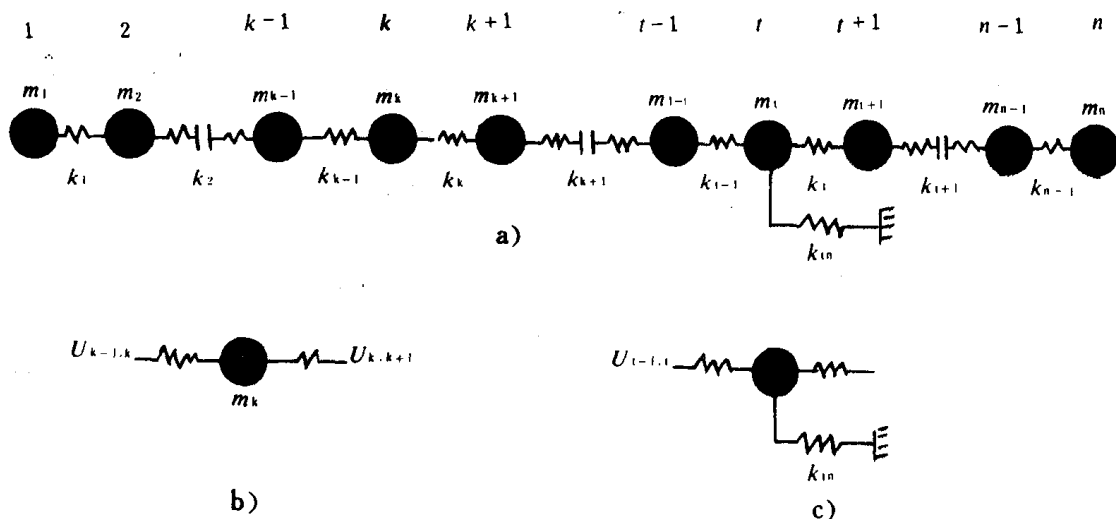 1 2 k-1 k k+1 t-1 t t+1 n-1 n
m₁ m₂ mₖ₋₁ mₖ mₖ₊₁ mₜ₋₁ mₜ mₜ₊₁ mₙ₋₁ mₙ
k₁ k₂ kₖ₋₁ kₖ kₖ₊₁ kₜ₋₁ kₜ kₜ₊₁ kₙ₋₁
a)
kₜₙ
Uₖ₋₁.ₖ Uₖ.ₖ₊₁ Uₜ₋₁.ₜ
mₖ
kₜₙ
b) c)